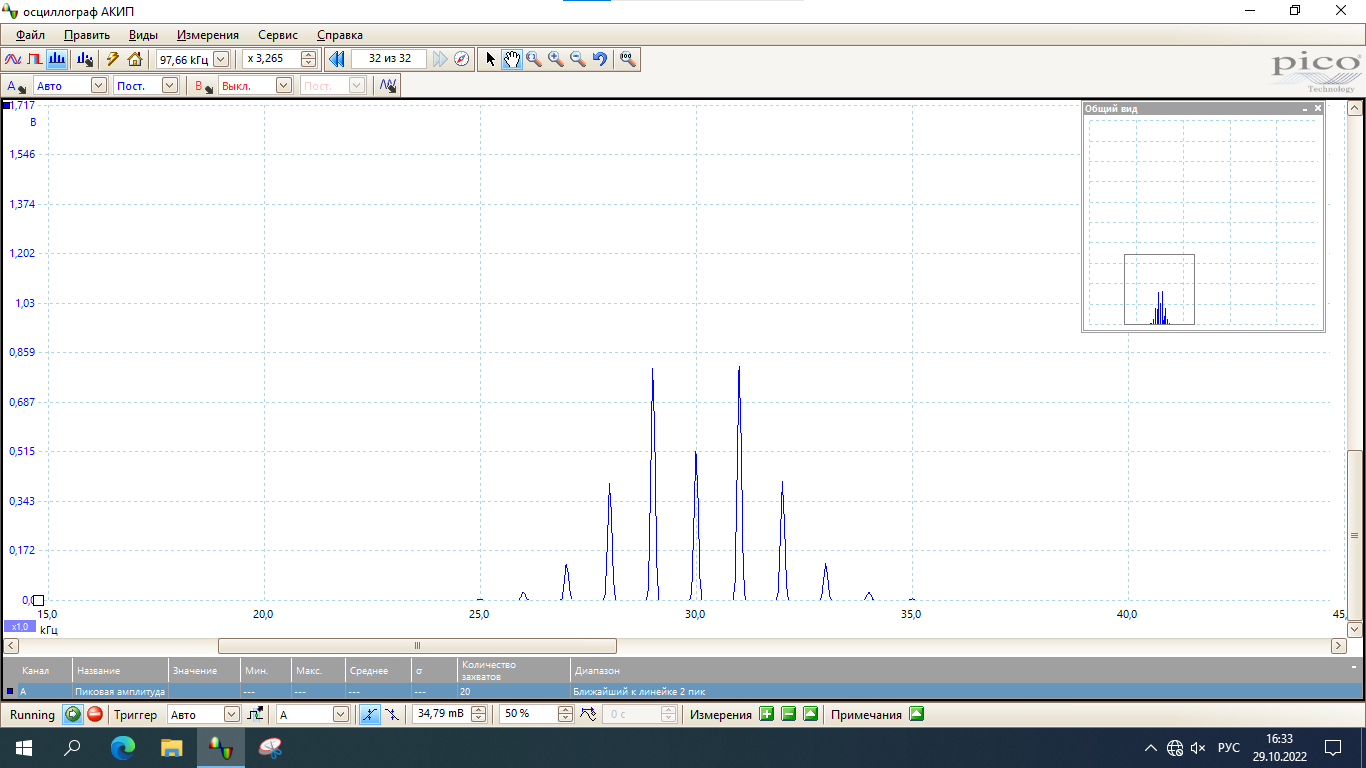 осциллограф АКИП
Файл Править Виды Измерения Сервис Справка
97,66 кГц x 3,265 32 из 32
pico
Technology
A Авто Пост. B Выкл. Пост.
1,717
В
1,546
1,374
1,202
1,03
0,859
0,687
0,515
0,343
0,172
0,0
Общий вид
15,0 20,0 25,0 30,0 35,0 40,0 45,
x1.0 кГц
Канал Название Значение Мин. Макс. Среднее σ Количество захватов Диапазон
A Пиковая амплитуда --- --- --- --- 20 Ближайший к линейке 2 пик
Running Триггер Авто A 34,79 mВ 50 % 0 с Измерения Примечания
РУС 16:33
29.10.2022